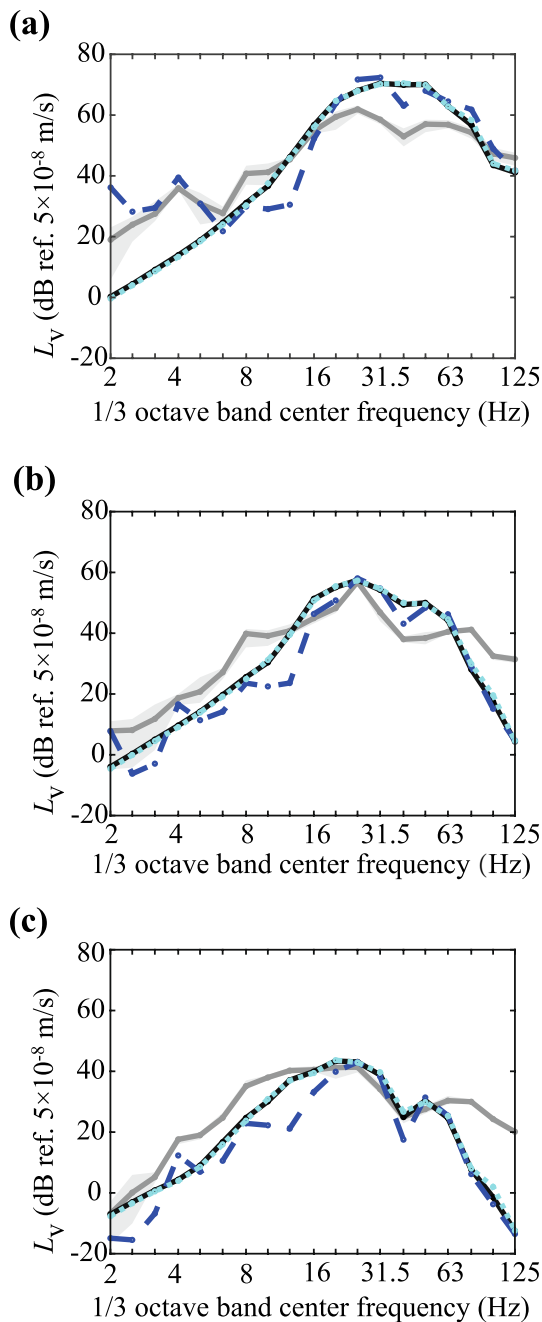 (a)
80
60
40
20
0
-20
2 4 8 16 31.5 63 125
L_V (dB ref. 5×10⁻⁸ m/s)
1/3 octave band center frequency (Hz)
(b)
80
60
40
20
0
-20
2 4 8 16 31.5 63 125
L_V (dB ref. 5×10⁻⁸ m/s)
1/3 octave band center frequency (Hz)
(c)
80
60
40
20
0
-20
2 4 8 16 31.5 63 125
L_V (dB ref. 5×10⁻⁸ m/s)
1/3 octave band center frequency (Hz)